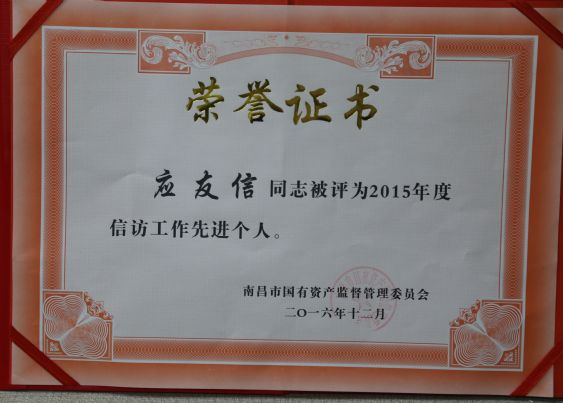 荣誉证书
应友信 同志被评为2015年度
信访工作先进个人。
南昌市国有资产监督管理委员会
二〇一六年十二月